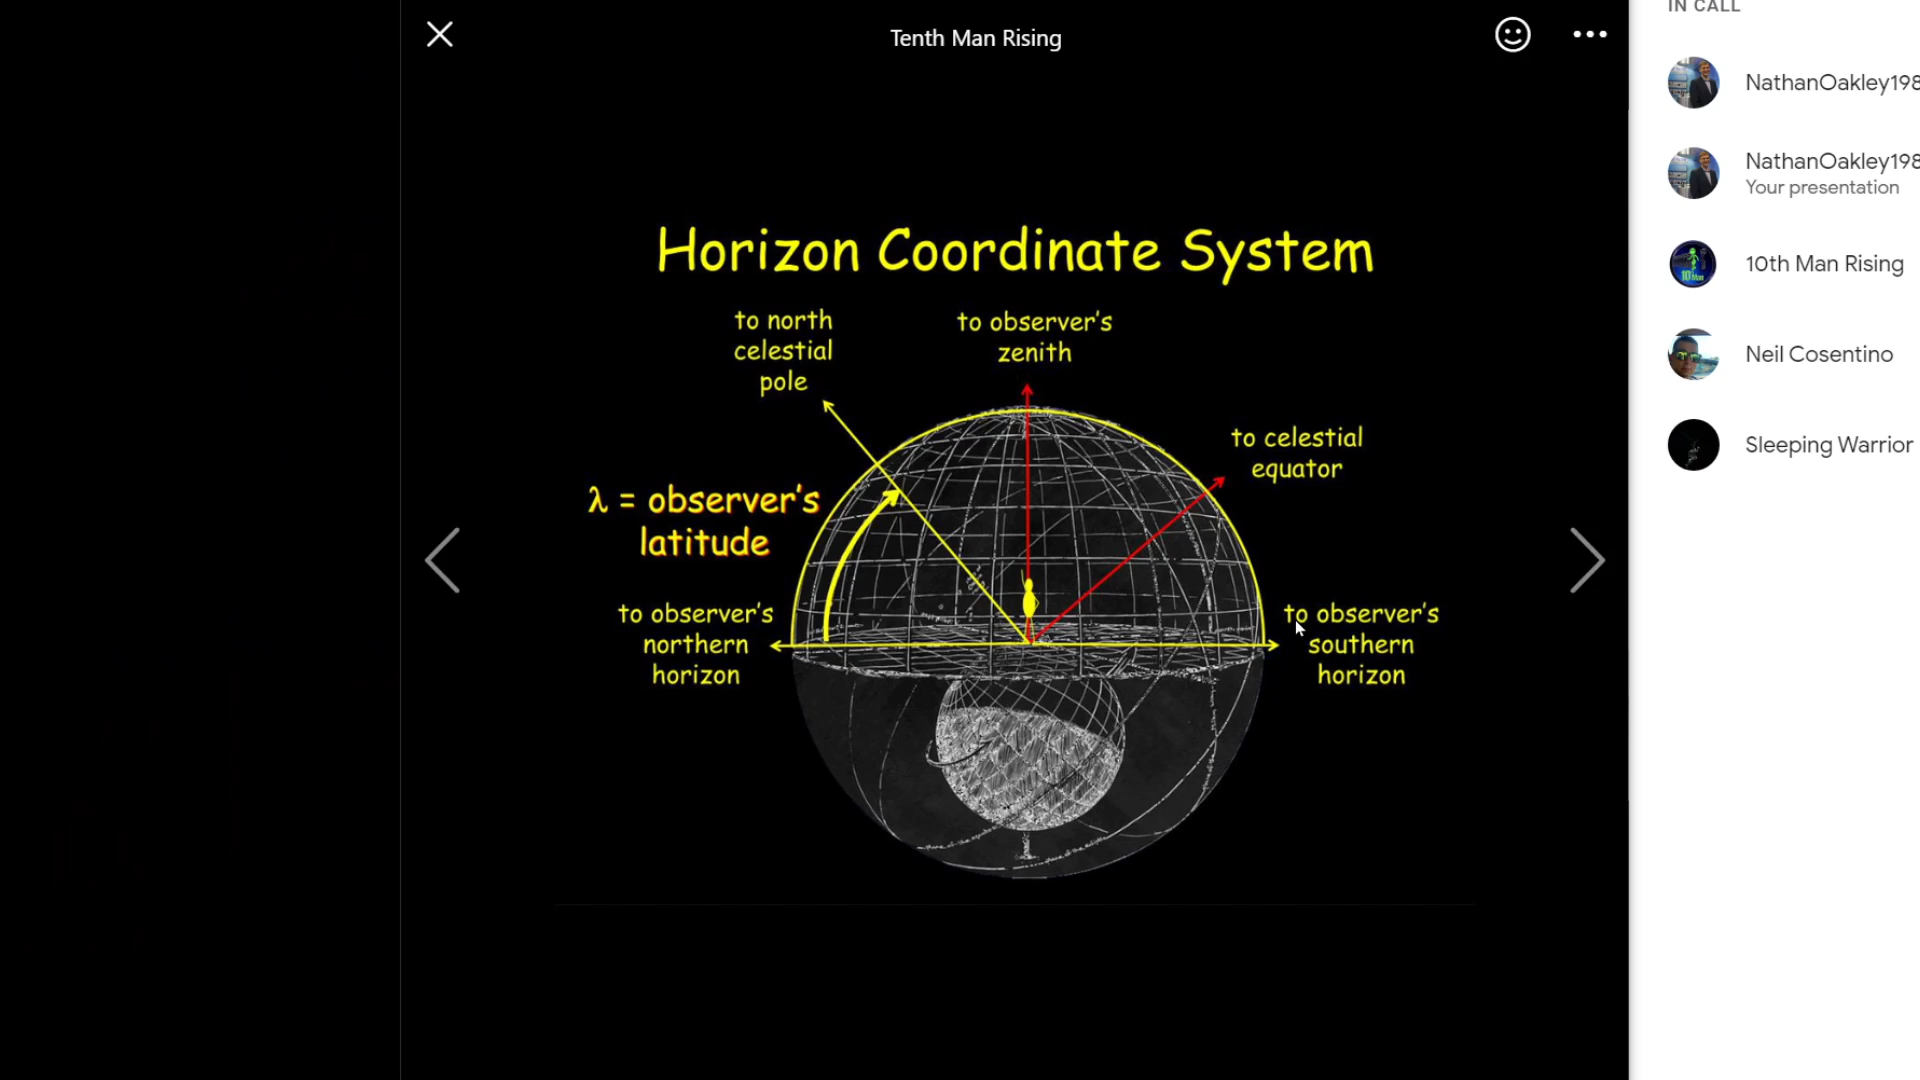 Tenth Man Rising
IN CALL
NathanOakley198
NathanOakley198
Your presentation
10th Man Rising
Neil Cosentino
Sleeping Warrior
Horizon Coordinate System
to north
celestial
pole
to observer's
zenith
to celestial
equator
λ = observer's
latitude
to observer's
northern
horizon
to observer's
southern
horizon